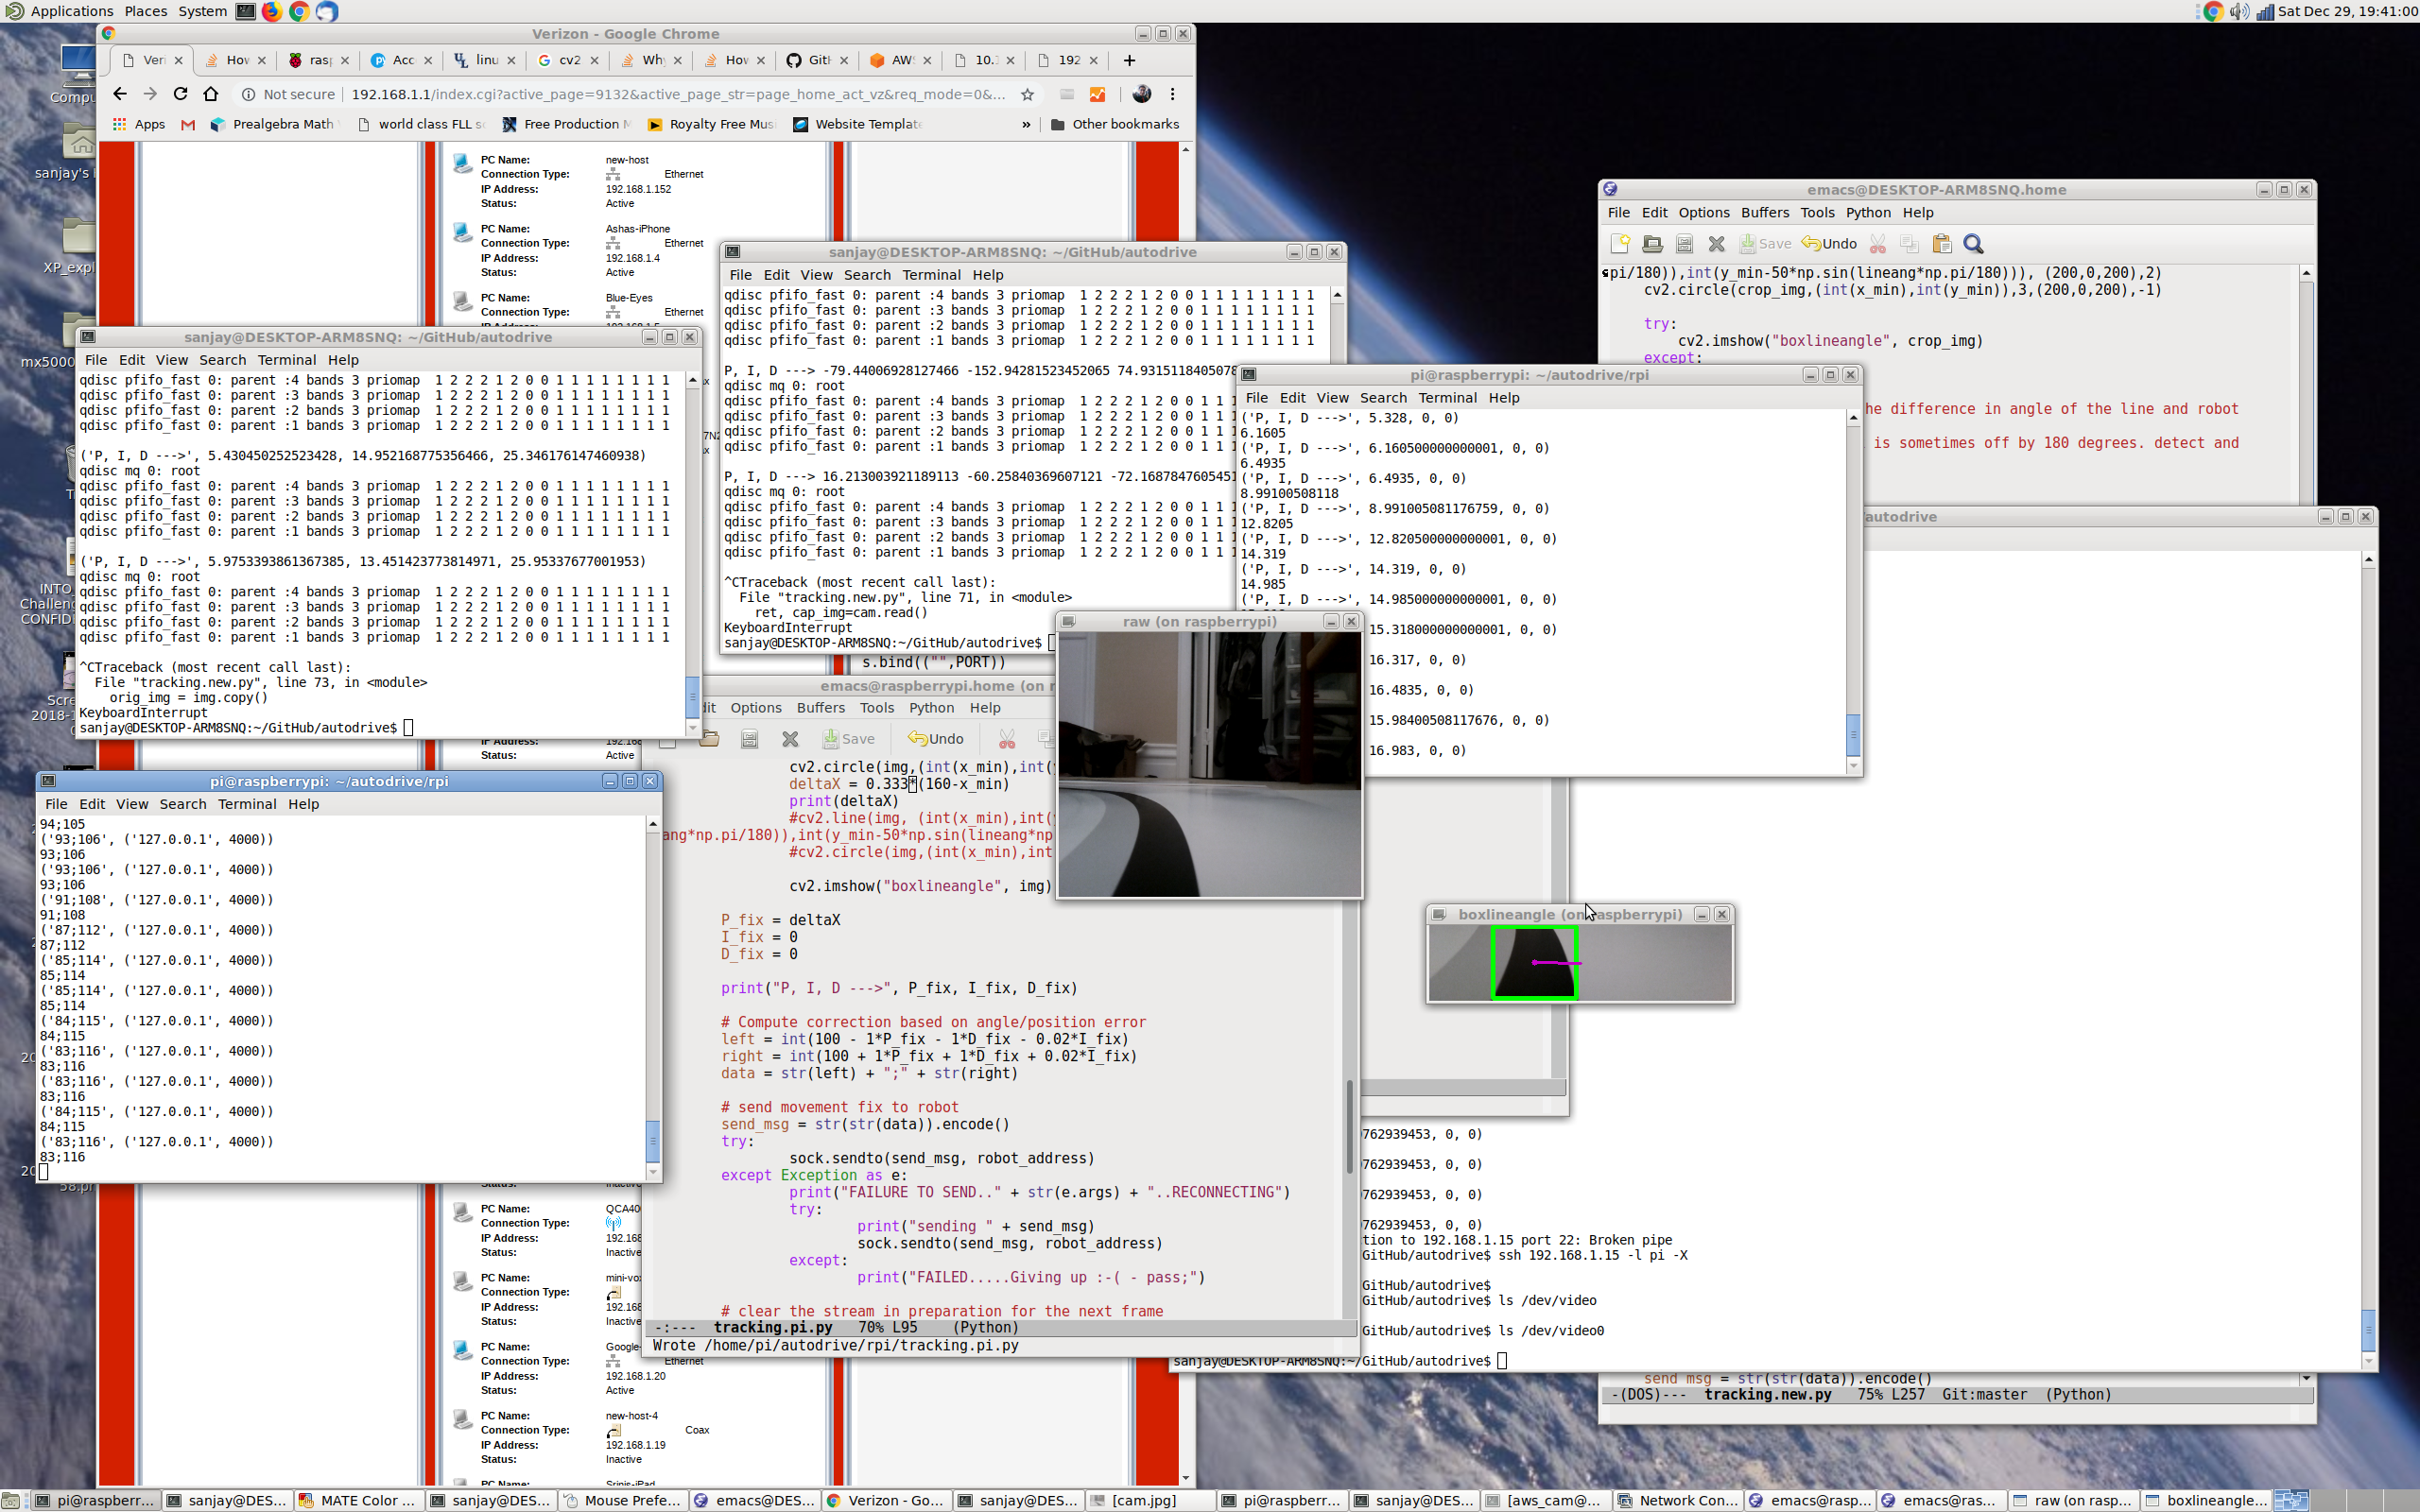 Applications Places System
Sat Dec 29, 19:41:00
Verizon - Google Chrome
Veri
How
rasp
Acc
linu
cv2
Why
How
GitH
AWS
10.
192
Not secure
192.168.1.1/index.cgi?active_page=9132&active_page_str=page_home_act_vz&req_mode=0&...
Apps
Prealgebra Math
world class FLL sc
Free Production M
Royalty Free Musi
Website Template
»
Other bookmarks
PC Name: new-host
Connection Type: Ethernet
IP Address: 192.168.1.152
Status: Active
PC Name: Ashas-iPhone
Connection Type: Ethernet
IP Address: 192.168.1.4
Status: Active
PC Name: Blue-Eyes
Connection Type: Ethernet
sanjay@DESKTOP-ARM8SNQ: ~/GitHub/autodrive
File Edit View Search Terminal Help
qdisc pfifo_fast 0: parent :4 bands 3 priomap 1 2 2 2 1 2 0 0 1 1 1 1 1 1 1 1
qdisc pfifo_fast 0: parent :3 bands 3 priomap 1 2 2 2 1 2 0 0 1 1 1 1 1 1 1 1
qdisc pfifo_fast 0: parent :2 bands 3 priomap 1 2 2 2 1 2 0 0 1 1 1 1 1 1 1 1
qdisc pfifo_fast 0: parent :1 bands 3 priomap 1 2 2 2 1 2 0 0 1 1 1 1 1 1 1 1
('P, I, D --->', 5.430450252523428, 14.952168775356466, 25.346176147460938)
qdisc mq 0: root
qdisc pfifo_fast 0: parent :4 bands 3 priomap 1 2 2 2 1 2 0 0 1 1 1 1 1 1 1 1
qdisc pfifo_fast 0: parent :3 bands 3 priomap 1 2 2 2 1 2 0 0 1 1 1 1 1 1 1 1
qdisc pfifo_fast 0: parent :2 bands 3 priomap 1 2 2 2 1 2 0 0 1 1 1 1 1 1 1 1
qdisc pfifo_fast 0: parent :1 bands 3 priomap 1 2 2 2 1 2 0 0 1 1 1 1 1 1 1 1
('P, I, D --->', 5.9753393861367385, 13.451423773814971, 25.95337677001953)
qdisc mq 0: root
qdisc pfifo_fast 0: parent :4 bands 3 priomap 1 2 2 2 1 2 0 0 1 1 1 1 1 1 1 1
qdisc pfifo_fast 0: parent :3 bands 3 priomap 1 2 2 2 1 2 0 0 1 1 1 1 1 1 1 1
qdisc pfifo_fast 0: parent :2 bands 3 priomap 1 2 2 2 1 2 0 0 1 1 1 1 1 1 1 1
qdisc pfifo_fast 0: parent :1 bands 3 priomap 1 2 2 2 1 2 0 0 1 1 1 1 1 1 1 1
^CTraceback (most recent call last):
File "tracking.new.py", line 73, in <module>
orig_img = img.copy()
KeyboardInterrupt
sanjay@DESKTOP-ARM8SNQ:~/GitHub/autodrive$
sanjay@DESKTOP-ARM8SNQ: ~/GitHub/autodrive
File Edit View Search Terminal Help
qdisc pfifo_fast 0: parent :4 bands 3 priomap 1 2 2 2 1 2 0 0 1 1 1 1 1 1 1 1
qdisc pfifo_fast 0: parent :3 bands 3 priomap 1 2 2 2 1 2 0 0 1 1 1 1 1 1 1 1
qdisc pfifo_fast 0: parent :2 bands 3 priomap 1 2 2 2 1 2 0 0 1 1 1 1 1 1 1 1
qdisc pfifo_fast 0: parent :1 bands 3 priomap 1 2 2 2 1 2 0 0 1 1 1 1 1 1 1 1
P, I, D ---> -79.44006928127466 -152.94281523452065 74.9315118405078
qdisc mq 0: root
qdisc pfifo_fast 0: parent :4 bands 3 priomap 1 2 2 2 1 2 0 0 1 1 1
qdisc pfifo_fast 0: parent :3 bands 3 priomap 1 2 2 2 1 2 0 0 1 1 1
qdisc pfifo_fast 0: parent :2 bands 3 priomap 1 2 2 2 1 2 0 0 1 1 1
qdisc pfifo_fast 0: parent :1 bands 3 priomap 1 2 2 2 1 2 0 0 1 1 1
P, I, D ---> 16.213003921189113 -60.25840369607121 -72.1687847605451
qdisc mq 0: root
qdisc pfifo_fast 0: parent :4 bands 3 priomap 1 2 2 2 1 2 0 0 1 1 1
qdisc pfifo_fast 0: parent :3 bands 3 priomap 1 2 2 2 1 2 0 0 1 1 1
qdisc pfifo_fast 0: parent :2 bands 3 priomap 1 2 2 2 1 2 0 0 1 1 1
qdisc pfifo_fast 0: parent :1 bands 3 priomap 1 2 2 2 1 2 0 0 1 1 1
^CTraceback (most recent call last):
File "tracking.new.py", line 71, in <module>
ret, cap_img=cam.read()
KeyboardInterrupt
sanjay@DESKTOP-ARM8SNQ:~/GitHub/autodrive$
s.bind(("",PORT))
emacs@DESKTOP-ARM8SNQ.home
File Edit Options Buffers Tools Python Help
Save Undo
pi/180)),int(y_min-50*np.sin(lineang*np.pi/180))), (200,0,200),2)
cv2.circle(crop_img,(int(x_min),int(y_min)),3,(200,0,200),-1)
try:
cv2.imshow("boxlineangle", crop_img)
except:
he difference in angle of the line and robot
is sometimes off by 180 degrees. detect and
pi@raspberrypi: ~/autodrive/rpi
File Edit View Search Terminal Help
('P, I, D --->', 5.328, 0, 0)
6.1605
('P, I, D --->', 6.160500000000001, 0, 0)
6.4935
('P, I, D --->', 6.4935, 0, 0)
8.99100508118
('P, I, D --->', 8.991005081176759, 0, 0)
12.8205
('P, I, D --->', 12.820500000000001, 0, 0)
14.319
('P, I, D --->', 14.319, 0, 0)
14.985
('P, I, D --->', 14.985000000000001, 0, 0)
15.318000000000001, 0, 0)
16.317, 0, 0)
16.4835, 0, 0)
15.98400508117676, 0, 0)
16.983, 0, 0)
raw (on raspberrypi)
boxlineangle (on raspberrypi)
emacs@raspberrypi.home (on r
dit Options Buffers Tools Python Help
Save Undo
cv2.circle(img,(int(x_min),int(
deltaX = 0.333*(160-x_min)
print(deltaX)
#cv2.line(img, (int(x_min),int(
ang*np.pi/180)),int(y_min-50*np.sin(lineang*np
#cv2.circle(img,(int(x_min),int
cv2.imshow("boxlineangle", img)
P_fix = deltaX
I_fix = 0
D_fix = 0
print("P, I, D --->", P_fix, I_fix, D_fix)
# Compute correction based on angle/position error
left = int(100 - 1*P_fix - 1*D_fix - 0.02*I_fix)
right = int(100 + 1*P_fix + 1*D_fix + 0.02*I_fix)
data = str(left) + ";" + str(right)
# send movement fix to robot
send_msg = str(str(data)).encode()
try:
sock.sendto(send_msg, robot_address)
except Exception as e:
print("FAILURE TO SEND.." + str(e.args) + "..RECONNECTING")
try:
print("sending " + send_msg)
sock.sendto(send_msg, robot_address)
except:
print("FAILED.....Giving up :-( - pass;")
# clear the stream in preparation for the next frame
-:--- tracking.pi.py 70% L95 (Python)
Wrote /home/pi/autodrive/rpi/tracking.pi.py
pi@raspberrypi: ~/autodrive/rpi
File Edit View Search Terminal Help
94;105
('93;106', ('127.0.0.1', 4000))
93;106
('93;106', ('127.0.0.1', 4000))
93;106
('91;108', ('127.0.0.1', 4000))
91;108
('87;112', ('127.0.0.1', 4000))
87;112
('85;114', ('127.0.0.1', 4000))
85;114
('85;114', ('127.0.0.1', 4000))
85;114
('84;115', ('127.0.0.1', 4000))
84;115
('83;116', ('127.0.0.1', 4000))
83;116
('83;116', ('127.0.0.1', 4000))
83;116
('84;115', ('127.0.0.1', 4000))
84;115
('83;116', ('127.0.0.1', 4000))
83;116
autodrive
762939453, 0, 0)
762939453, 0, 0)
762939453, 0, 0)
762939453, 0, 0)
tion to 192.168.1.15 port 22: Broken pipe
GitHub/autodrive$ ssh 192.168.1.15 -l pi -X
GitHub/autodrive$
GitHub/autodrive$ ls /dev/video
GitHub/autodrive$ ls /dev/video0
sanjay@DESKTOP-ARM8SNQ:~/GitHub/autodrive$
send_msg = str(str(data)).encode()
-(DOS)--- tracking.new.py 75% L257 Git:master (Python)
Status: Active
PC Name: QCA40
Connection Type:
IP Address: 192.168
Status: Inactive
PC Name: mini-vo
Connection Type:
IP Address: 192.168
Status: Inactive
PC Name: Google-
Connection Type: Ethernet
IP Address: 192.168.1.20
Status: Active
PC Name: new-host-4
Connection Type: Coax
IP Address: 192.168.1.19
Status: Inactive
PC Name: Srinis-iPad
Compu
sanjay's
XP_expl
mx5000
INTO
Challeng
CONFID
Scre
2018-1
pi@raspberr...
sanjay@DES...
MATE Color ...
sanjay@DES...
Mouse Prefe...
emacs@DES...
Verizon - Go...
sanjay@DES...
[cam.jpg]
pi@raspberr...
sanjay@DES...
[aws_cam@...
Network Con...
emacs@rasp...
emacs@ras...
raw (on rasp...
boxlineangle...